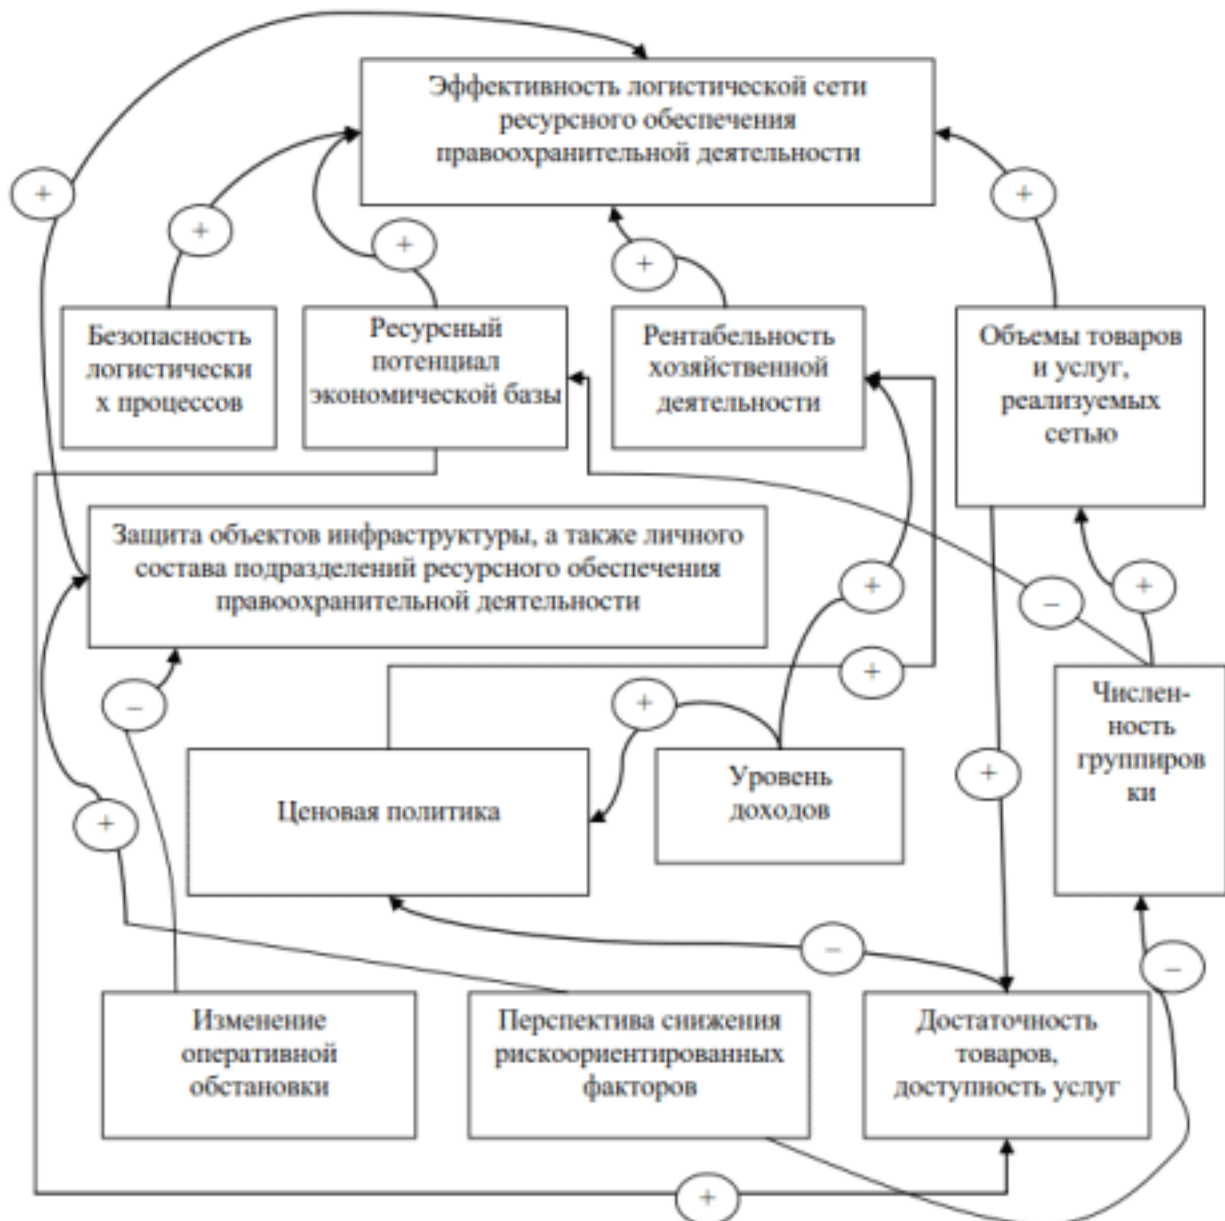 Эффективность логистической сети
ресурсного обеспечения
правоохранительной деятельности
+
+
+
+
+
Безопасность
логистически
х процессов
Ресурсный
потенциал
экономической базы
Рентабельность
хозяйственной
деятельности
Объемы товаров
и услуг,
реализуемых
сетью
Защита объектов инфраструктуры, а также личного
состава подразделений ресурсного обеспечения
правоохранительной деятельности
+
–
+
–
+
+
Числен-
ность
группиров
ки
Ценовая политика
Уровень
доходов
+
+
–
–
Изменение
оперативной
обстановки
Перспектива снижения
рискоориентированных
факторов
Достаточность
товаров,
доступность услуг
+